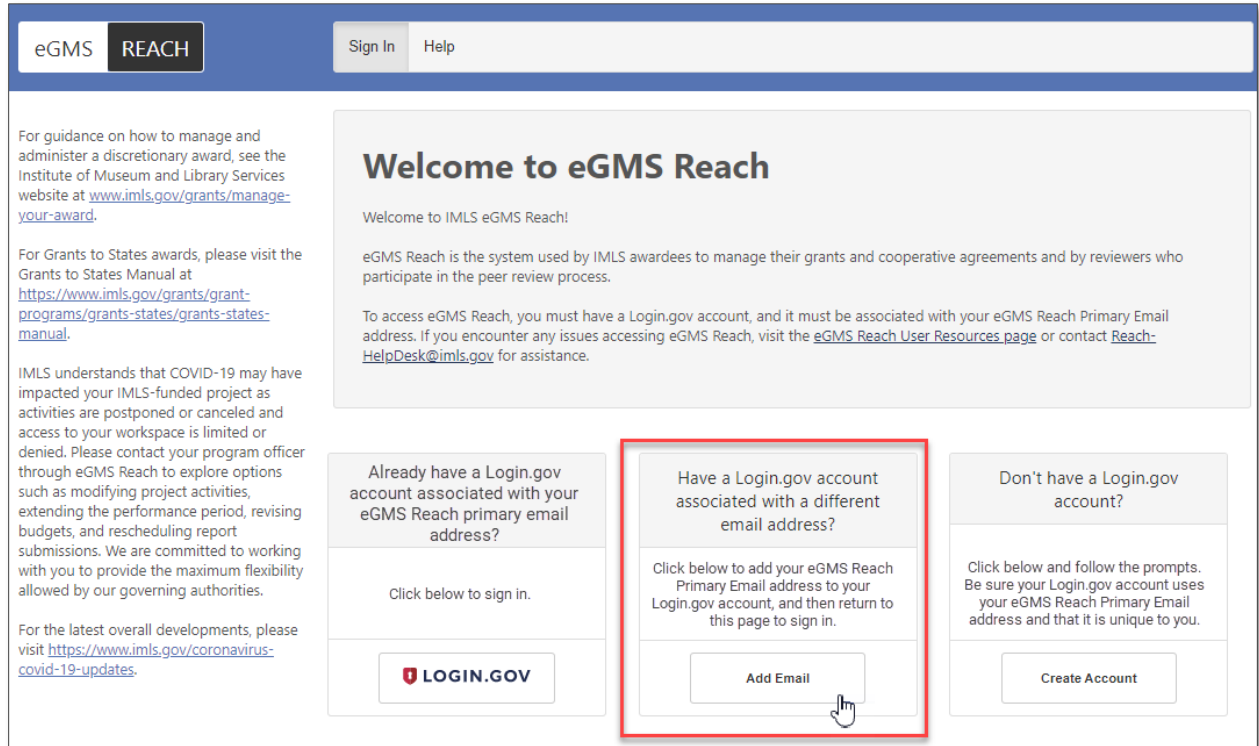 eGMS REACH
Sign In Help
For guidance on how to manage and
administer a discretionary award, see the
Institute of Museum and Library Services
website at www.imls.gov/grants/manage-
your-award.
For Grants to States awards, please visit the
Grants to States Manual at
https://www.imls.gov/grants/grant-
programs/grants-states/grants-states-
manual.
IMLS understands that COVID-19 may have
impacted your IMLS-funded project as
activities are postponed or canceled and
access to your workspace is limited or
denied. Please contact your program officer
through eGMS Reach to explore options
such as modifying project activities,
extending the performance period, revising
budgets, and rescheduling report
submissions. We are committed to working
with you to provide the maximum flexibility
allowed by our governing authorities.
For the latest overall developments, please
visit https://www.imls.gov/coronavirus-
covid-19-updates.
Welcome to eGMS Reach
Welcome to IMLS eGMS Reach!
eGMS Reach is the system used by IMLS awardees to manage their grants and cooperative agreements and by reviewers who
participate in the peer review process.
To access eGMS Reach, you must have a Login.gov account, and it must be associated with your eGMS Reach Primary Email
address. If you encounter any issues accessing eGMS Reach, visit the eGMS Reach User Resources page or contact Reach-
HelpDesk@imls.gov for assistance.
Already have a Login.gov
account associated with your
eGMS Reach primary email
address?
Click below to sign in.
LOGIN.GOV
Have a Login.gov account
associated with a different
email address?
Click below to add your eGMS Reach
Primary Email address to your
Login.gov account, and then return to
this page to sign in.
Add Email
Don't have a Login.gov
account?
Click below and follow the prompts.
Be sure your Login.gov account uses
your eGMS Reach Primary Email
address and that it is unique to you.
Create Account